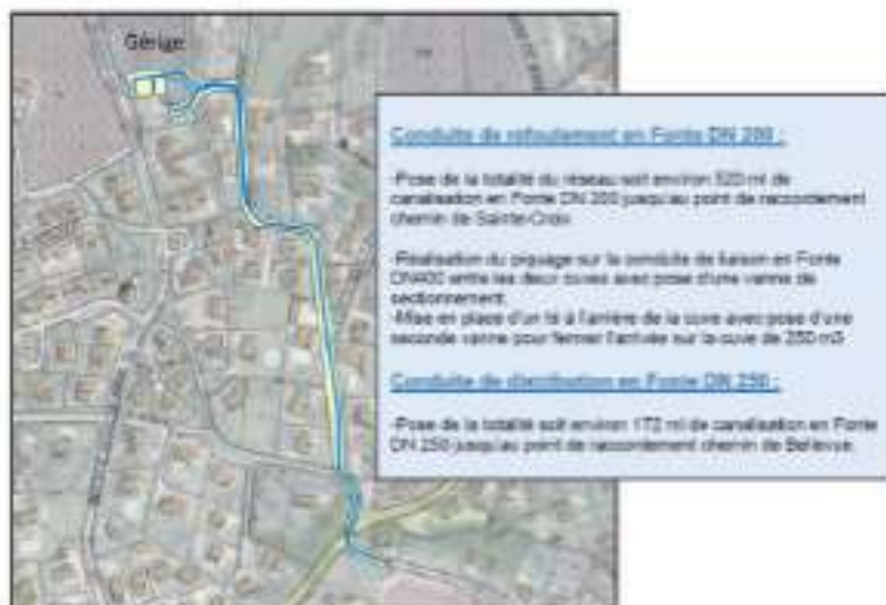 Gérige
Conduite de refoulement en Fonte DN 200 :
-Pose de la totalité du réseau soit environ 520 ml de
canalisation en Fonte DN 200 jusqu'au point de raccordement
chemin de Sainte-Croix
-Réalisation du piquage sur la conduite de liaison en Fonte
DN400 entre les deux cuves avec pose d'une vanne de
sectionnement.
-Mise en place d'un té à l'arrière de la cuve avec pose d'une
seconde vanne pour fermer l'arrivée sur la cuve de 250 m3
Conduite de distribution en Fonte DN 250 :
-Pose de la totalité soit environ 172 ml de canalisation en Fonte
DN 250 jusqu'au point de raccordement chemin de Bellevue.